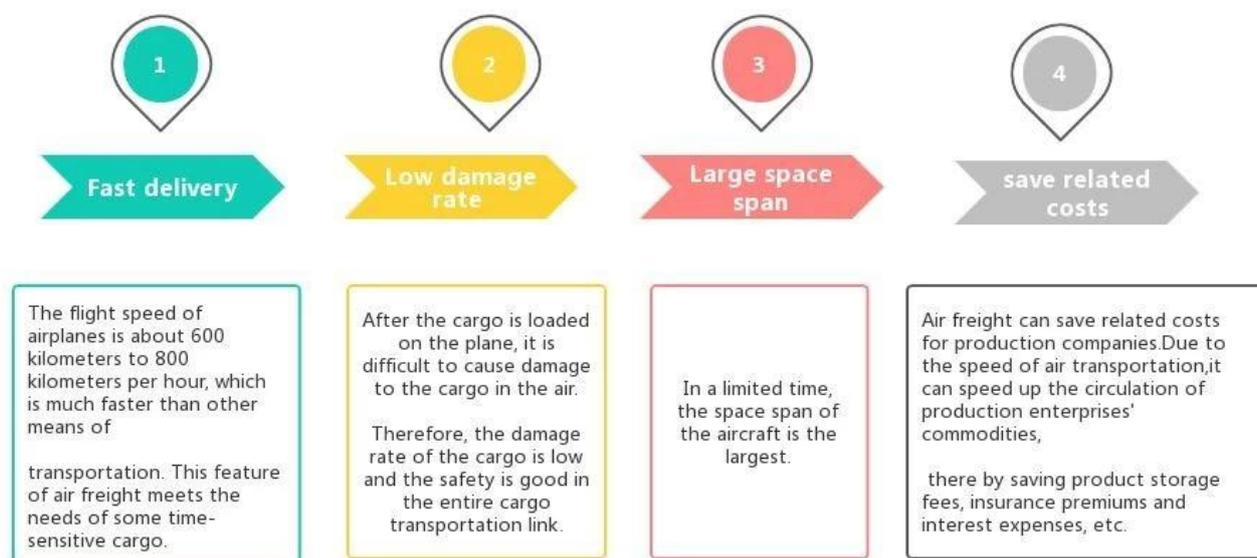 1
Fast delivery
The flight speed of
airplanes is about 600
kilometers to 800
kilometers per hour, which
is much faster than other
means of
transportation. This feature
of air freight meets the
needs of some time-
sensitive cargo.
2
Low damage
rate
After the cargo is loaded
on the plane, it is
difficult to cause damage
to the cargo in the air.
Therefore, the damage
rate of the cargo is low
and the safety is good in
the entire cargo
transportation link.
3
Large space
span
In a limited time,
the space span of
the aircraft is the
largest.
4
save related
costs
Air freight can save related costs
for production companies.Due to
the speed of air transportation,it
can speed up the circulation of
production enterprises'
commodities,
there by saving product storage
fees, insurance premiums and
interest expenses, etc.